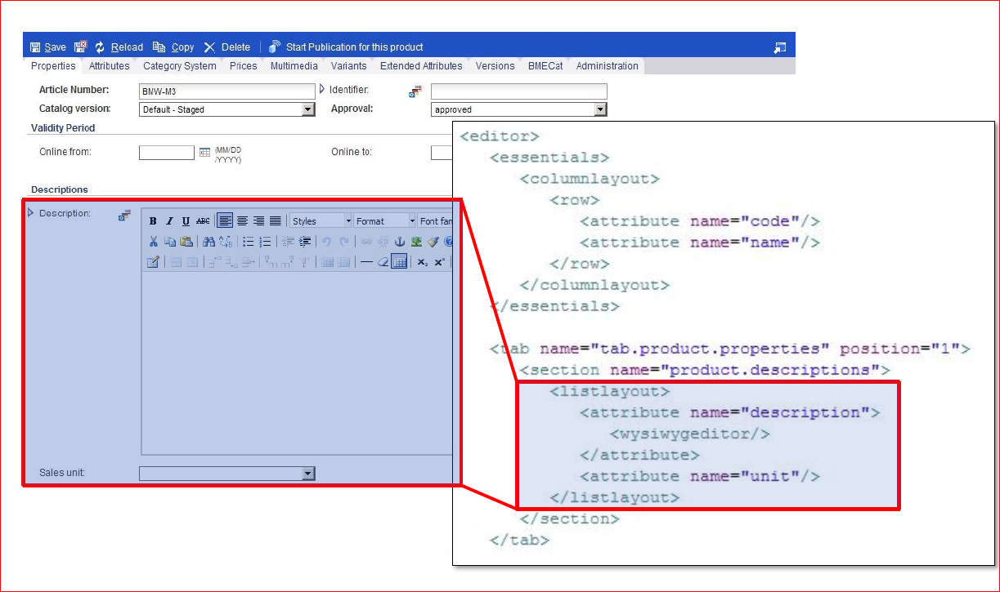 Save Reload Copy Delete Start Publication for this product
Properties Attributes Category System Prices Multimedia Variants Extended Attributes Versions BMECat Administration
Article Number: BMW-M3 Identifier:
Catalog version: Default - Staged Approval: approved
Validity Period
Online from: (MM/DD
/YYYY) Online to:
Descriptions
Description:
B I U ABC Styles Format Font fam
x₂ x²
Sales unit:
<editor>
<essentials>
<columnlayout>
<row>
<attribute name="code"/>
<attribute name="name"/>
</row>
</columnlayout>
</essentials>
<tab name="tab.product.properties" position="1">
<section name="product.descriptions">
<listlayout>
<attribute name="description">
<wysiwygeditor/>
</attribute>
<attribute name="unit"/>
</listlayout>
</section>
</tab>